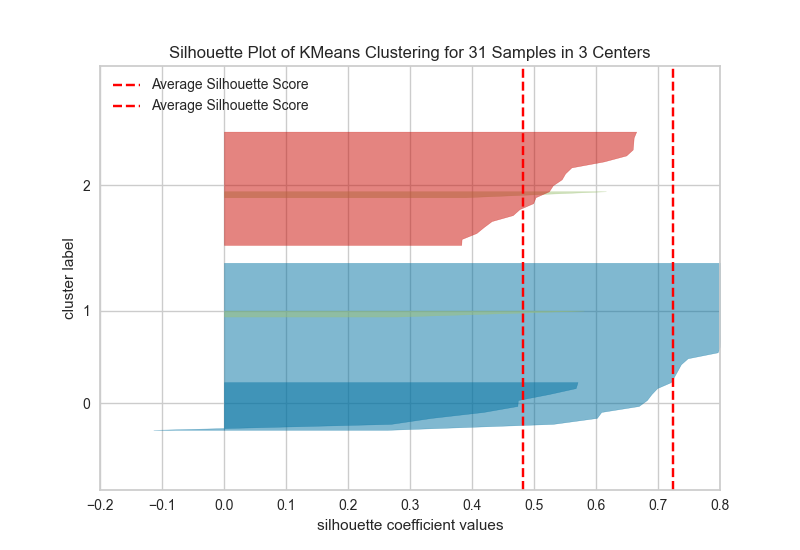 Silhouette Plot of KMeans Clustering for 31 Samples in 3 Centers
Average Silhouette Score
Average Silhouette Score
cluster label
2
1
0
−0.2 −0.1 0.0 0.1 0.2 0.3 0.4 0.5 0.6 0.7 0.8
silhouette coefficient values